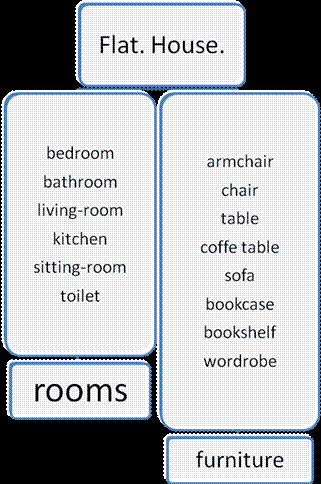 Flat. House.
bedroom
bathroom
living-room
kitchen
sitting-room
toilet
rooms
armchair
chair
table
coffe table
sofa
bookcase
bookshelf
wordrobe
furniture